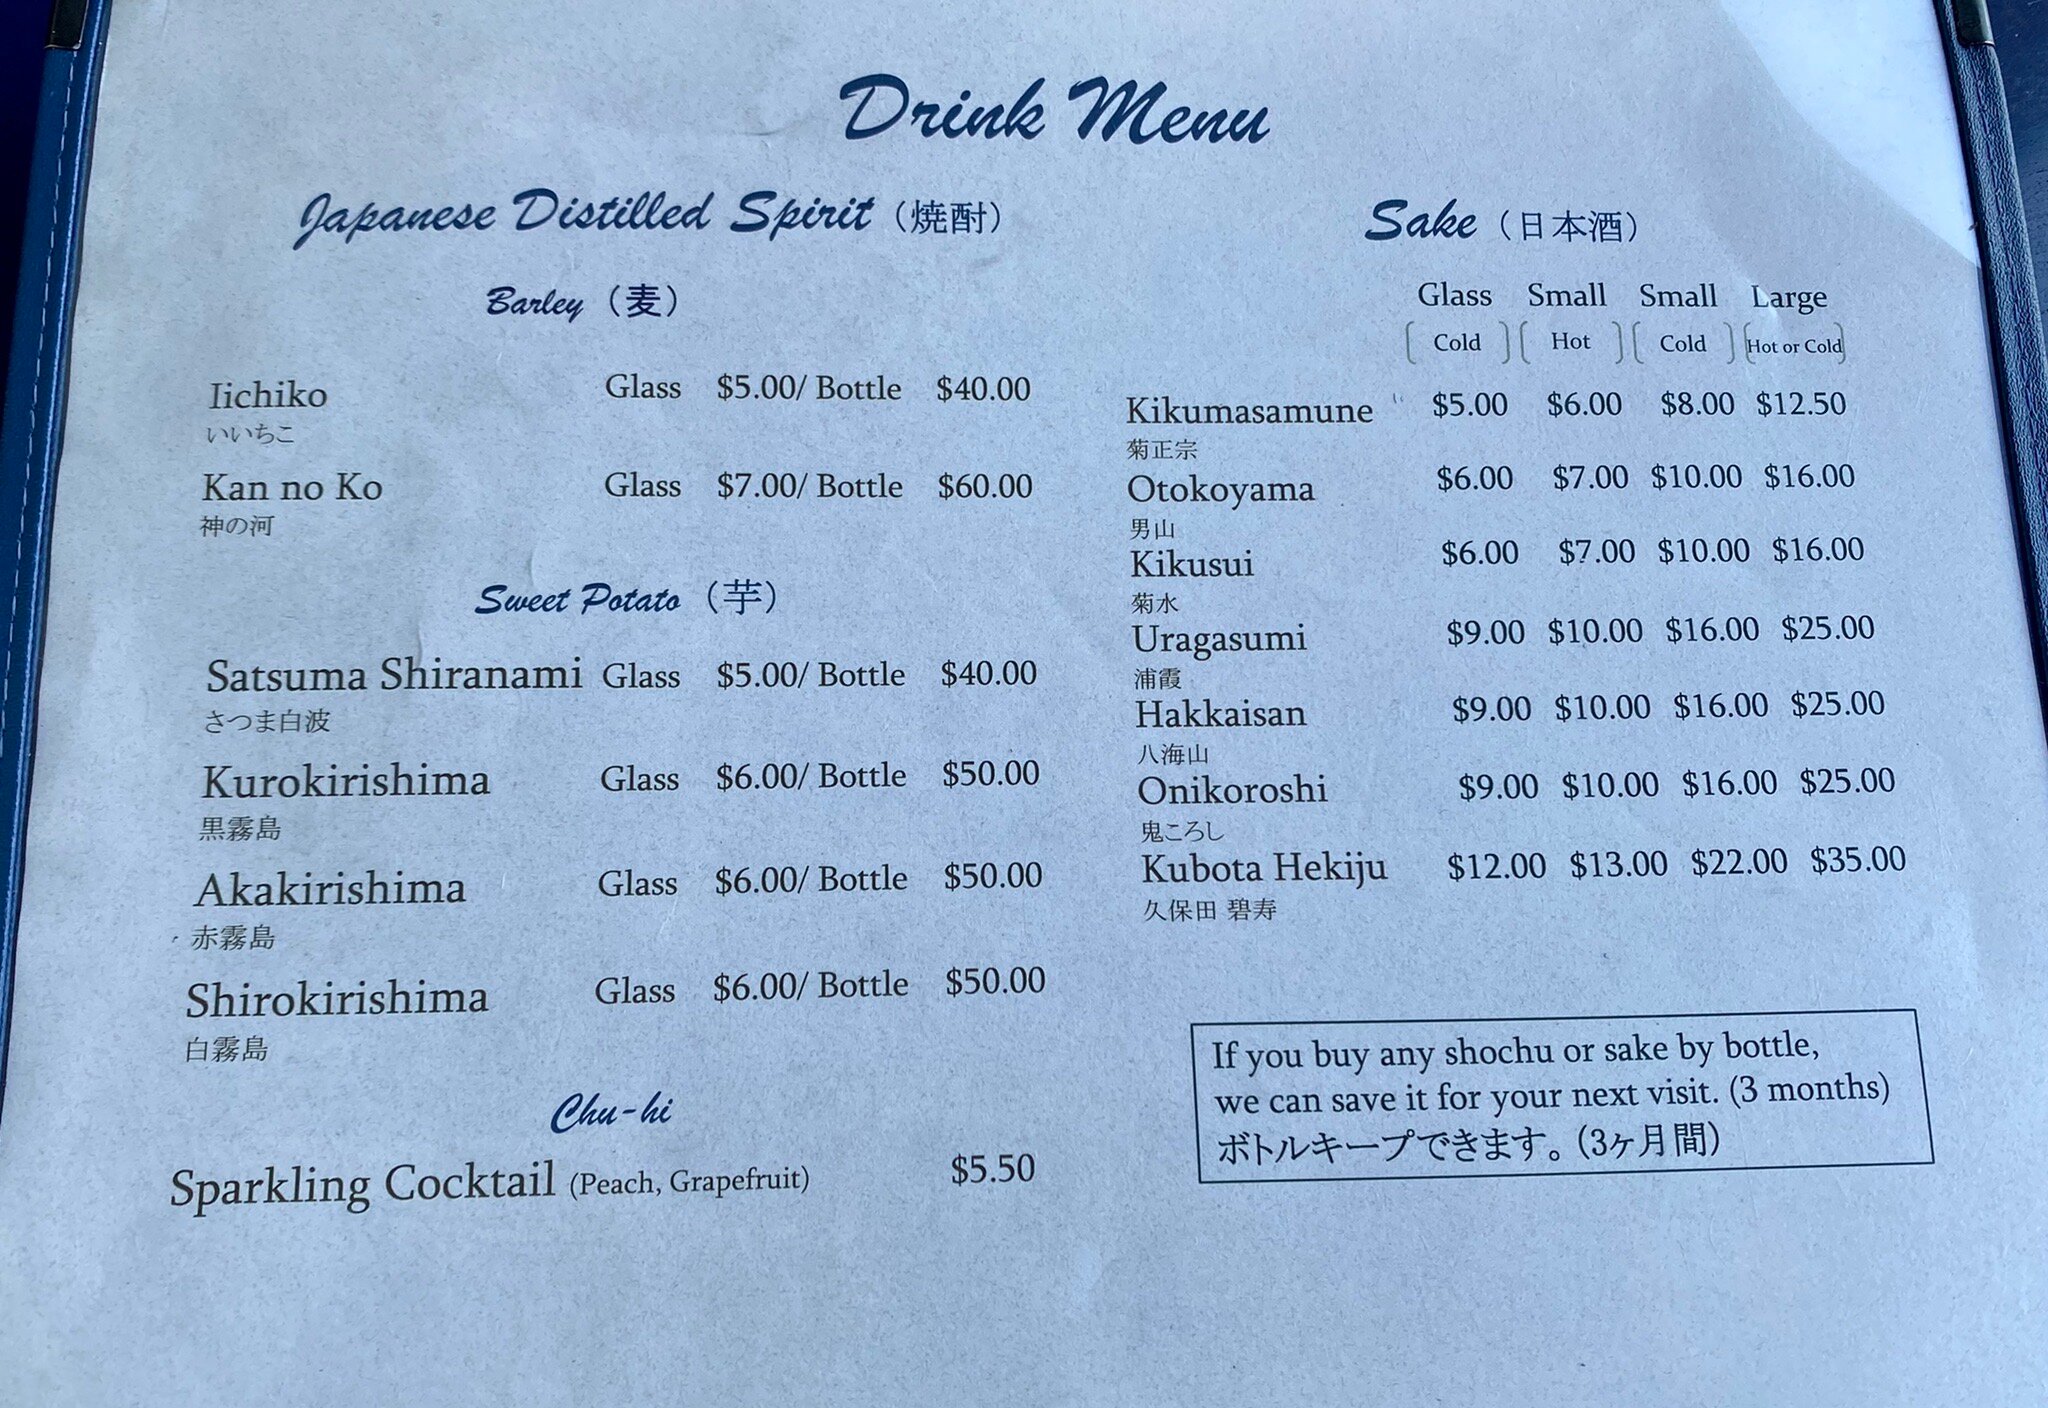 Drink Menu
Japanese Distilled Spirit (焼酎)
Barley (麦)
Iichiko Glass $5.00/ Bottle $40.00
いいちこ
Kan no Ko Glass $7.00/ Bottle $60.00
神の河
Sweet Potato (芋)
Satsuma Shiranami Glass $5.00/ Bottle $40.00
さつま白波
Kurokirishima Glass $6.00/ Bottle $50.00
黒霧島
Akakirishima Glass $6.00/ Bottle $50.00
赤霧島
Shirokirishima Glass $6.00/ Bottle $50.00
白霧島
Chu-hi
Sparkling Cocktail (Peach, Grapefruit) $5.50
Sake (日本酒)
Glass Small Small Large
(Cold) (Hot) (Cold) (Hot or Cold)
Kikumasamune $5.00 $6.00 $8.00 $12.50
菊正宗
Otokoyama $6.00 $7.00 $10.00 $16.00
男山
Kikusui $6.00 $7.00 $10.00 $16.00
菊水
Uragasumi $9.00 $10.00 $16.00 $25.00
浦霞
Hakkaisan $9.00 $10.00 $16.00 $25.00
八海山
Onikoroshi $9.00 $10.00 $16.00 $25.00
鬼ころし
Kubota Hekiju $12.00 $13.00 $22.00 $35.00
久保田 碧寿
If you buy any shochu or sake by bottle,
we can save it for your next visit. (3 months)
ボトルキープできます。(3ヶ月間)